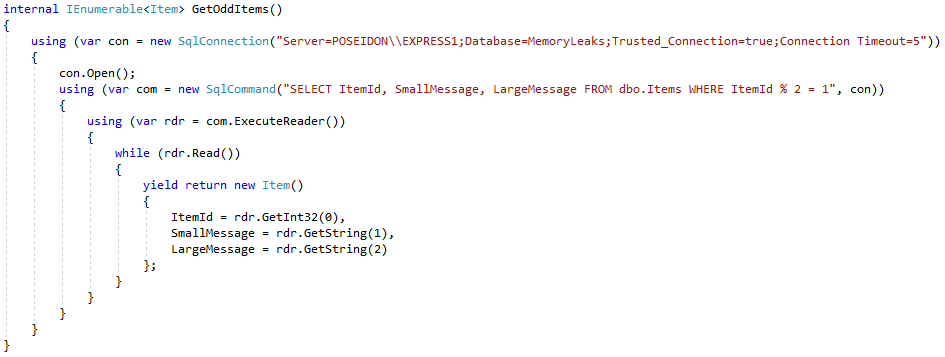 internal IEnumerable<Item> GetOddItems()
{
    using (var con = new SqlConnection("Server=POSEIDON\\EXPRESS1;Database=MemoryLeaks;Trusted_Connection=true;Connection Timeout=5"))
    {
        con.Open();
        using (var com = new SqlCommand("SELECT ItemId, SmallMessage, LargeMessage FROM dbo.Items WHERE ItemId % 2 = 1", con))
        {
            using (var rdr = com.ExecuteReader())
            {
                while (rdr.Read())
                {
                    yield return new Item()
                    {
                        ItemId = rdr.GetInt32(0),
                        SmallMessage = rdr.GetString(1),
                        LargeMessage = rdr.GetString(2)
                    };
                }
            }
        }
    }
}